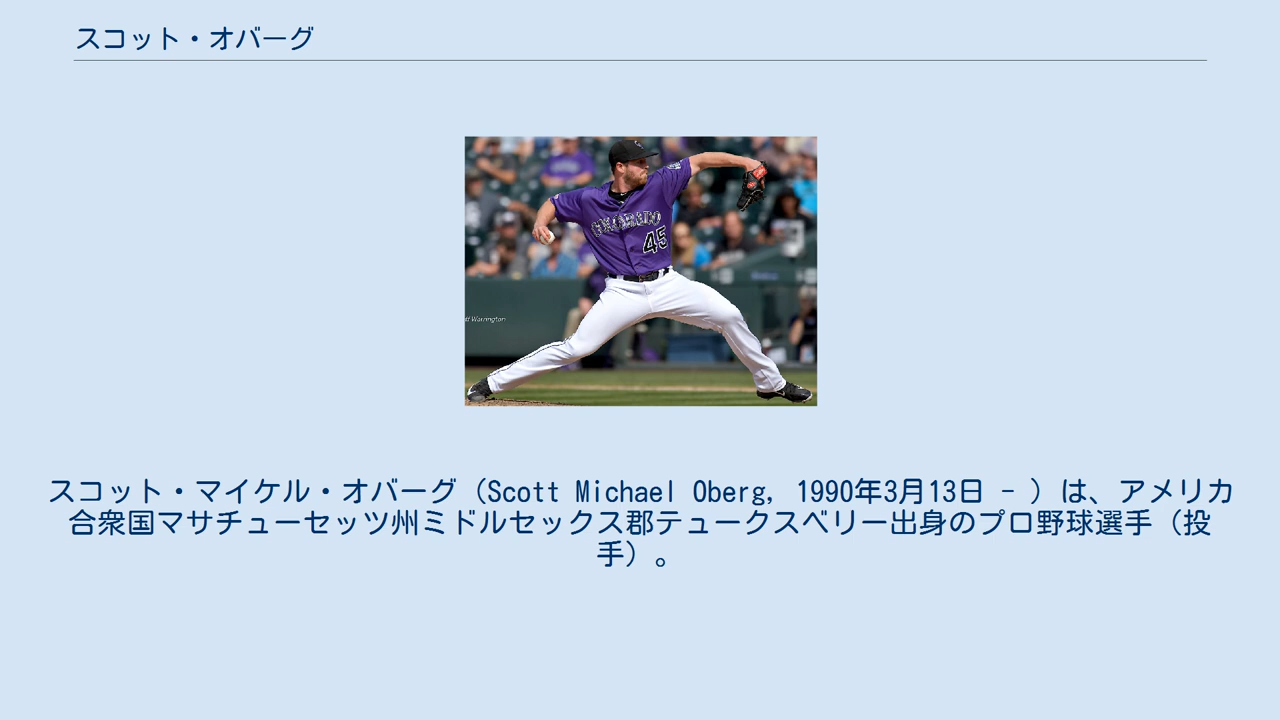 スコット・オバーグ
COLORADO
45
ff Warrington
スコット・マイケル・オバーグ（Scott Michael Oberg, 1990年3月13日 - ）は、アメリカ
合衆国マサチューセッツ州ミドルセックス郡テュークスベリー出身のプロ野球選手（投
手）。